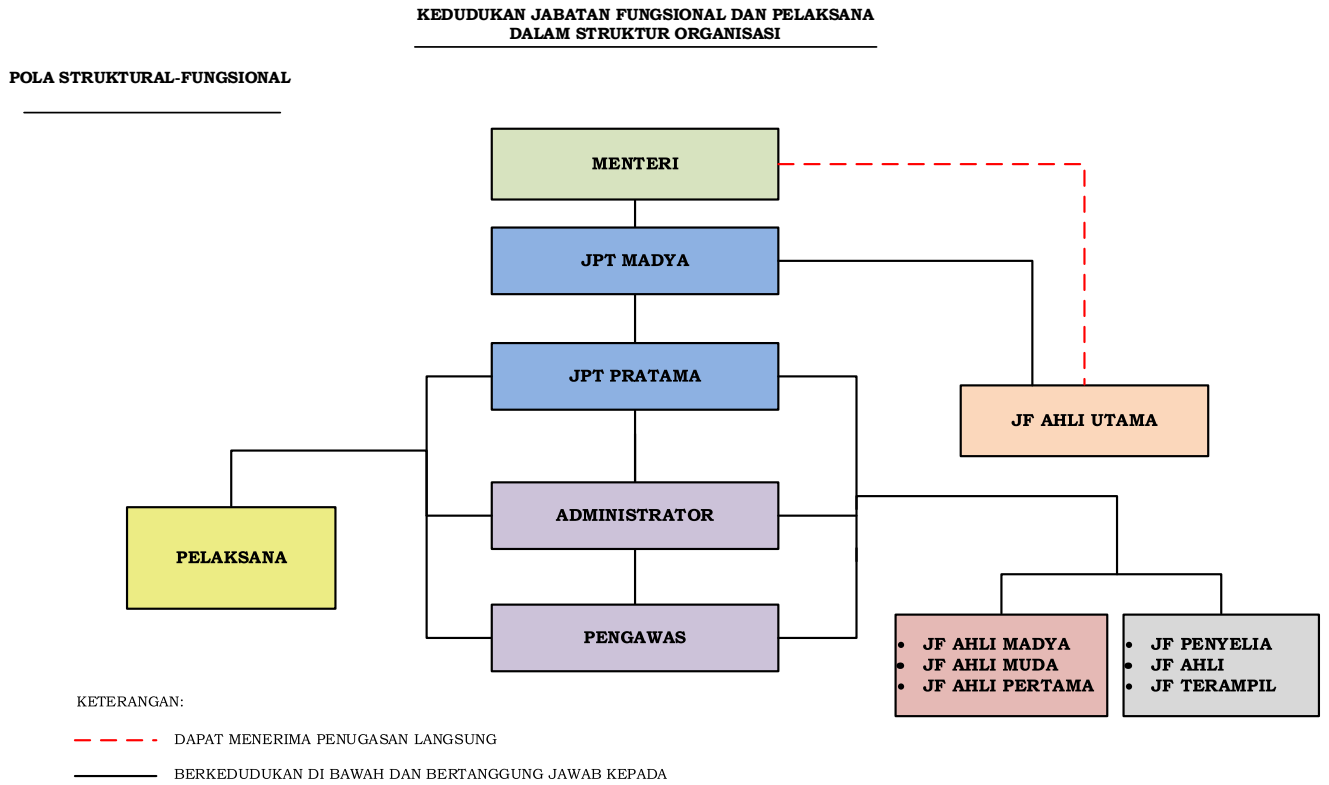 KEDUDUKAN JABATAN FUNGSIONAL DAN PELAKSANA
DALAM STRUKTUR ORGANISASI
POLA STRUKTURAL-FUNGSIONAL
MENTERI
JPT MADYA
JPT PRATAMA
JF AHLI UTAMA
ADMINISTRATOR
PELAKSANA
PENGAWAS
• JF AHLI MADYA
• JF AHLI MUDA
• JF AHLI PERTAMA
• JF PENYELIA
• JF AHLI
• JF TERAMPIL
KETERANGAN:
DAPAT MENERIMA PENUGASAN LANGSUNG
BERKEDUDUKAN DI BAWAH DAN BERTANGGUNG JAWAB KEPADA